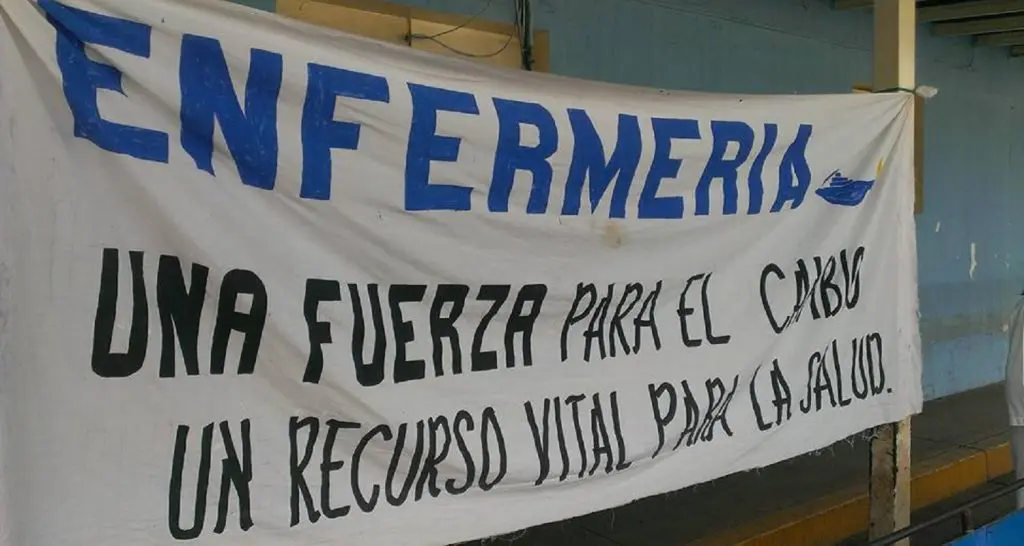 ENFERMERIA
UNA FUERZA PARA EL CAMBIO
UN RECURSO VITAL PARA LA SALUD.